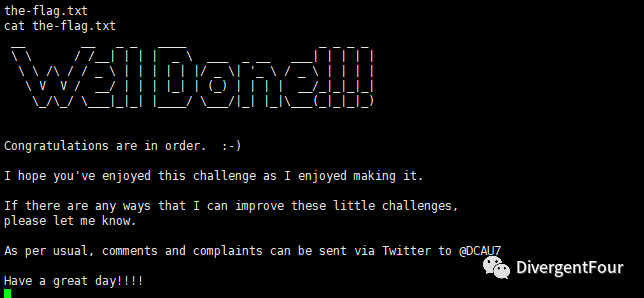 the-flag.txt
cat the-flag.txt
Well Done!!!!
Congratulations are in order.  :-)
I hope you've enjoyed this challenge as I enjoyed making it.
If there are any ways that I can improve these little challenges,
please let me know.
As per usual, comments and complaints can be sent via Twitter to @DCAU7
Have a great day!!!!
DivergentFour